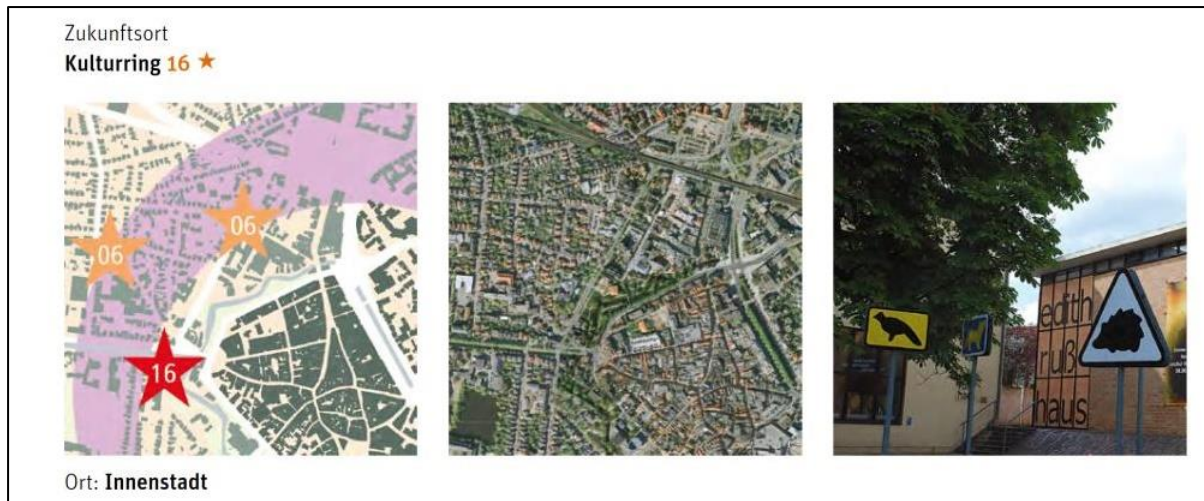 Zukunftsort
Kulturring 16 ★
06
06
16
edith
ruß
haus
Ort: Innenstadt